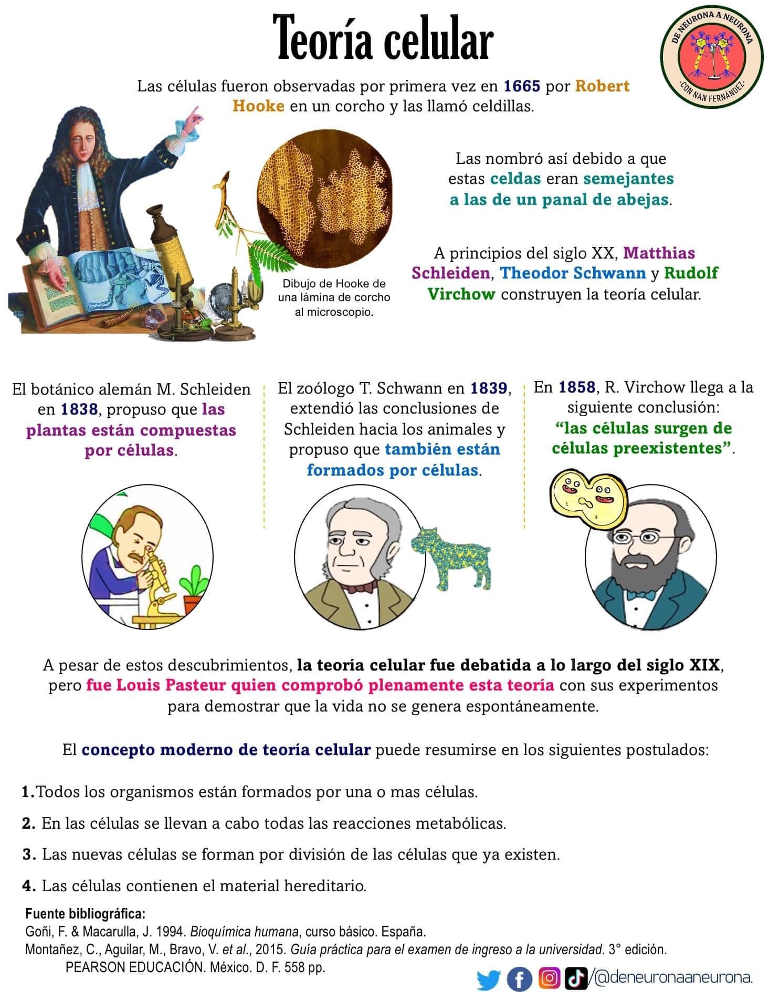 Teoría celular
DE NEURONA A NEURONA
-CON NAN FERNÁNDEZ-
Las células fueron observadas por primera vez en 1665 por Robert
Hooke en un corcho y las llamó celdillas.
Las nombró así debido a que
estas celdas eran semejantes
a las de un panal de abejas.
A principios del siglo XX, Matthias
Schleiden, Theodor Schwann y Rudolf
Virchow construyen la teoría celular.
Dibujo de Hooke de
una lámina de corcho
al microscopio.
El botánico alemán M. Schleiden
en 1838, propuso que las
plantas están compuestas
por células.
El zoólogo T. Schwann en 1839,
extendió las conclusiones de
Schleiden hacia los animales y
propuso que también están
formados por células.
En 1858, R. Virchow llega a la
siguiente conclusión:
“las células surgen de
células preexistentes”.
A pesar de estos descubrimientos, la teoría celular fue debatida a lo largo del siglo XIX,
pero fue Louis Pasteur quien comprobó plenamente esta teoría con sus experimentos
para demostrar que la vida no se genera espontáneamente.
El concepto moderno de teoría celular puede resumirse en los siguientes postulados:
1.Todos los organismos están formados por una o mas células.
2. En las células se llevan a cabo todas las reacciones metabólicas.
3. Las nuevas células se forman por división de las células que ya existen.
4. Las células contienen el material hereditario.
Fuente bibliográfica:
Goñi, F. & Macarulla, J. 1994. Bioquímica humana, curso básico. España.
Montañez, C., Aguilar, M., Bravo, V. et al., 2015. Guía práctica para el examen de ingreso a la universidad. 3° edición.
PEARSON EDUCACIÓN. México. D. F. 558 pp.
/@deneuronaaneurona.